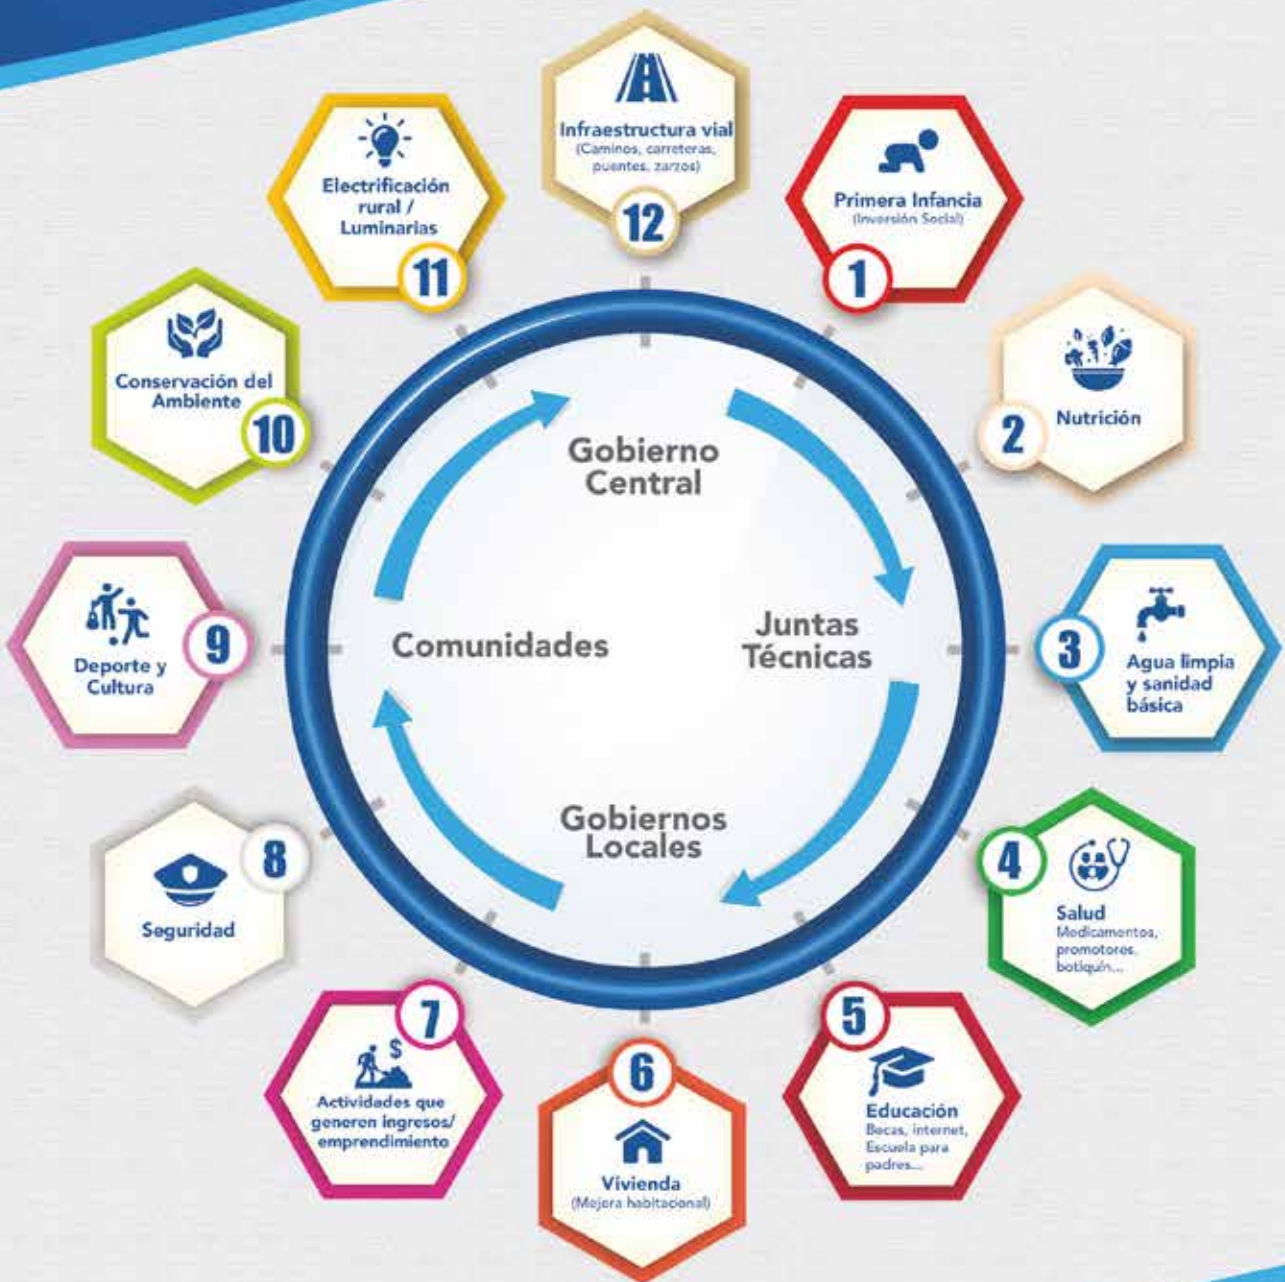 Infraestructura vial
(Caminos, carreteras,
puentes, zarzos)
12
Primera Infancia
(Inversión Social)
1
Nutrición
2
Agua limpia
y sanidad
básica
3
Salud
Medicamentos,
promotores,
botiquín...
4
Educación
Becas, internet,
Escuela para
padres...
5
Vivienda
(Mejora habitacional)
6
$
Actividades que
generen ingresos/
emprendimiento
7
Seguridad
8
Deporte y
Cultura
9
Conservación del
Ambiente
10
Electrificación
rural /
Luminarias
11
Gobierno
Central
Juntas
Técnicas
Gobiernos
Locales
Comunidades